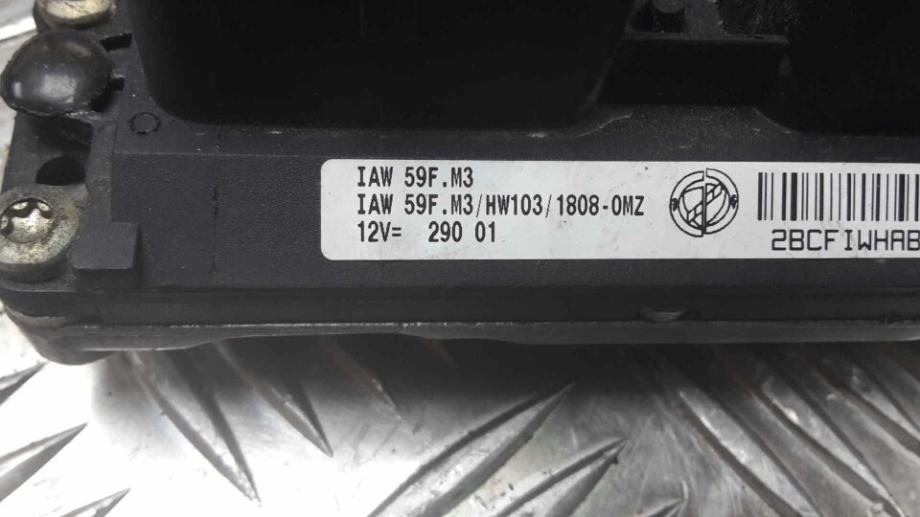 IAW 59F.M3
IAW 59F.M3/HW103/1808-0MZ
12V= 290 01
2BCFIWHAB